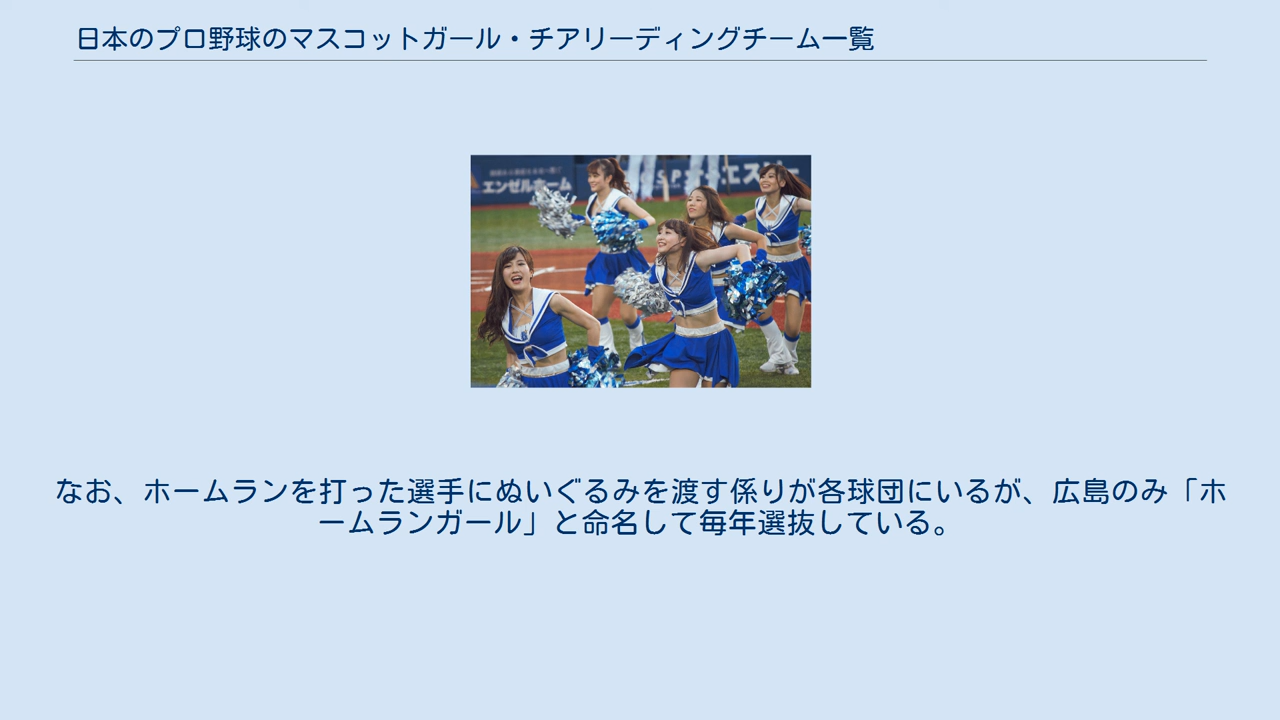 日本のプロ野球のマスコットガール・チアリーディングチーム一覧
エンゼルホーム
なお、ホームランを打った選手にぬいぐるみを渡す係りが各球団にいるが、広島のみ「ホ
ームランガール」と命名して毎年選抜している。